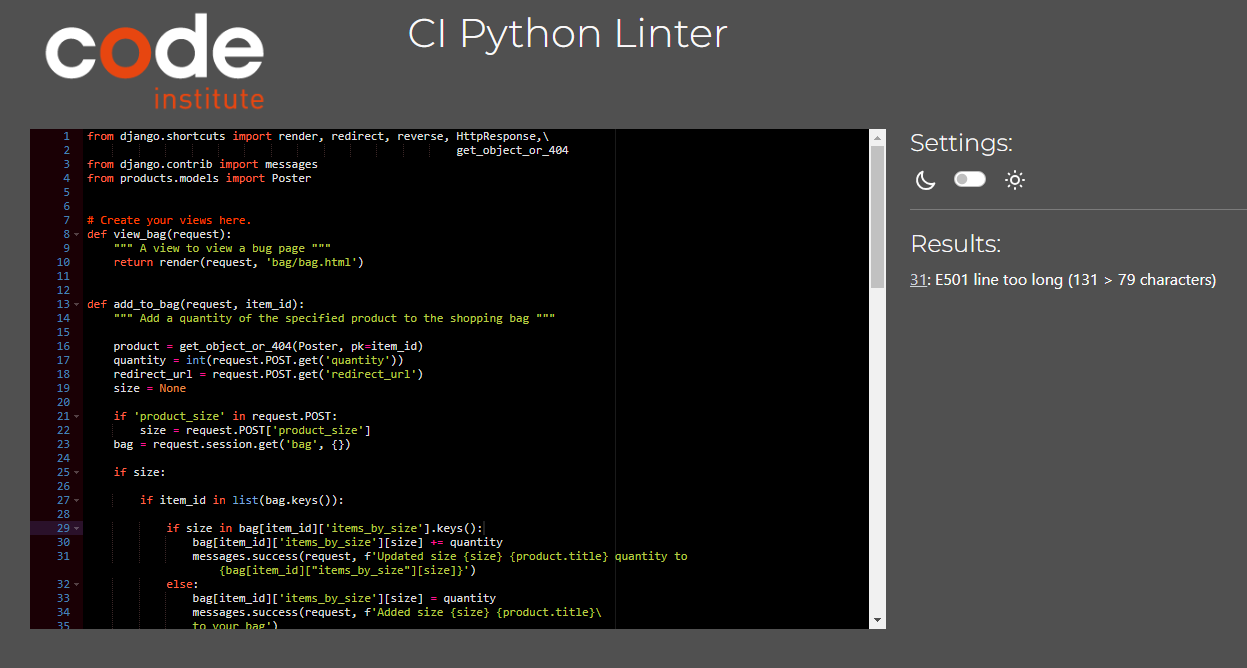 code
institute
CI Python Linter
1 from django.shortcuts import render, redirect, reverse, HttpResponse,\
2 get_object_or_404
3 from django.contrib import messages
4 from products.models import Poster
5
6
7 # Create your views here.
8 def view_bag(request):
9 """ A view to view a bug page """
10 return render(request, 'bag/bag.html')
11
12
13 def add_to_bag(request, item_id):
14 """ Add a quantity of the specified product to the shopping bag """
15
16 product = get_object_or_404(Poster, pk=item_id)
17 quantity = int(request.POST.get('quantity'))
18 redirect_url = request.POST.get('redirect_url')
19 size = None
20
21 if 'product_size' in request.POST:
22 size = request.POST['product_size']
23 bag = request.session.get('bag', {})
24
25 if size:
26
27 if item_id in list(bag.keys()):
28
29 if size in bag[item_id]['items_by_size'].keys():
30 bag[item_id]['items_by_size'][size] += quantity
31 messages.success(request, f'Updated size {size} {product.title} quantity to
{bag[item_id]["items_by_size"][size]}')
32 else:
33 bag[item_id]['items_by_size'][size] = quantity
34 messages.success(request, f'Added size {size} {product.title}\
35 to your bag')
Settings:
Results:
31: E501 line too long (131 > 79 characters)